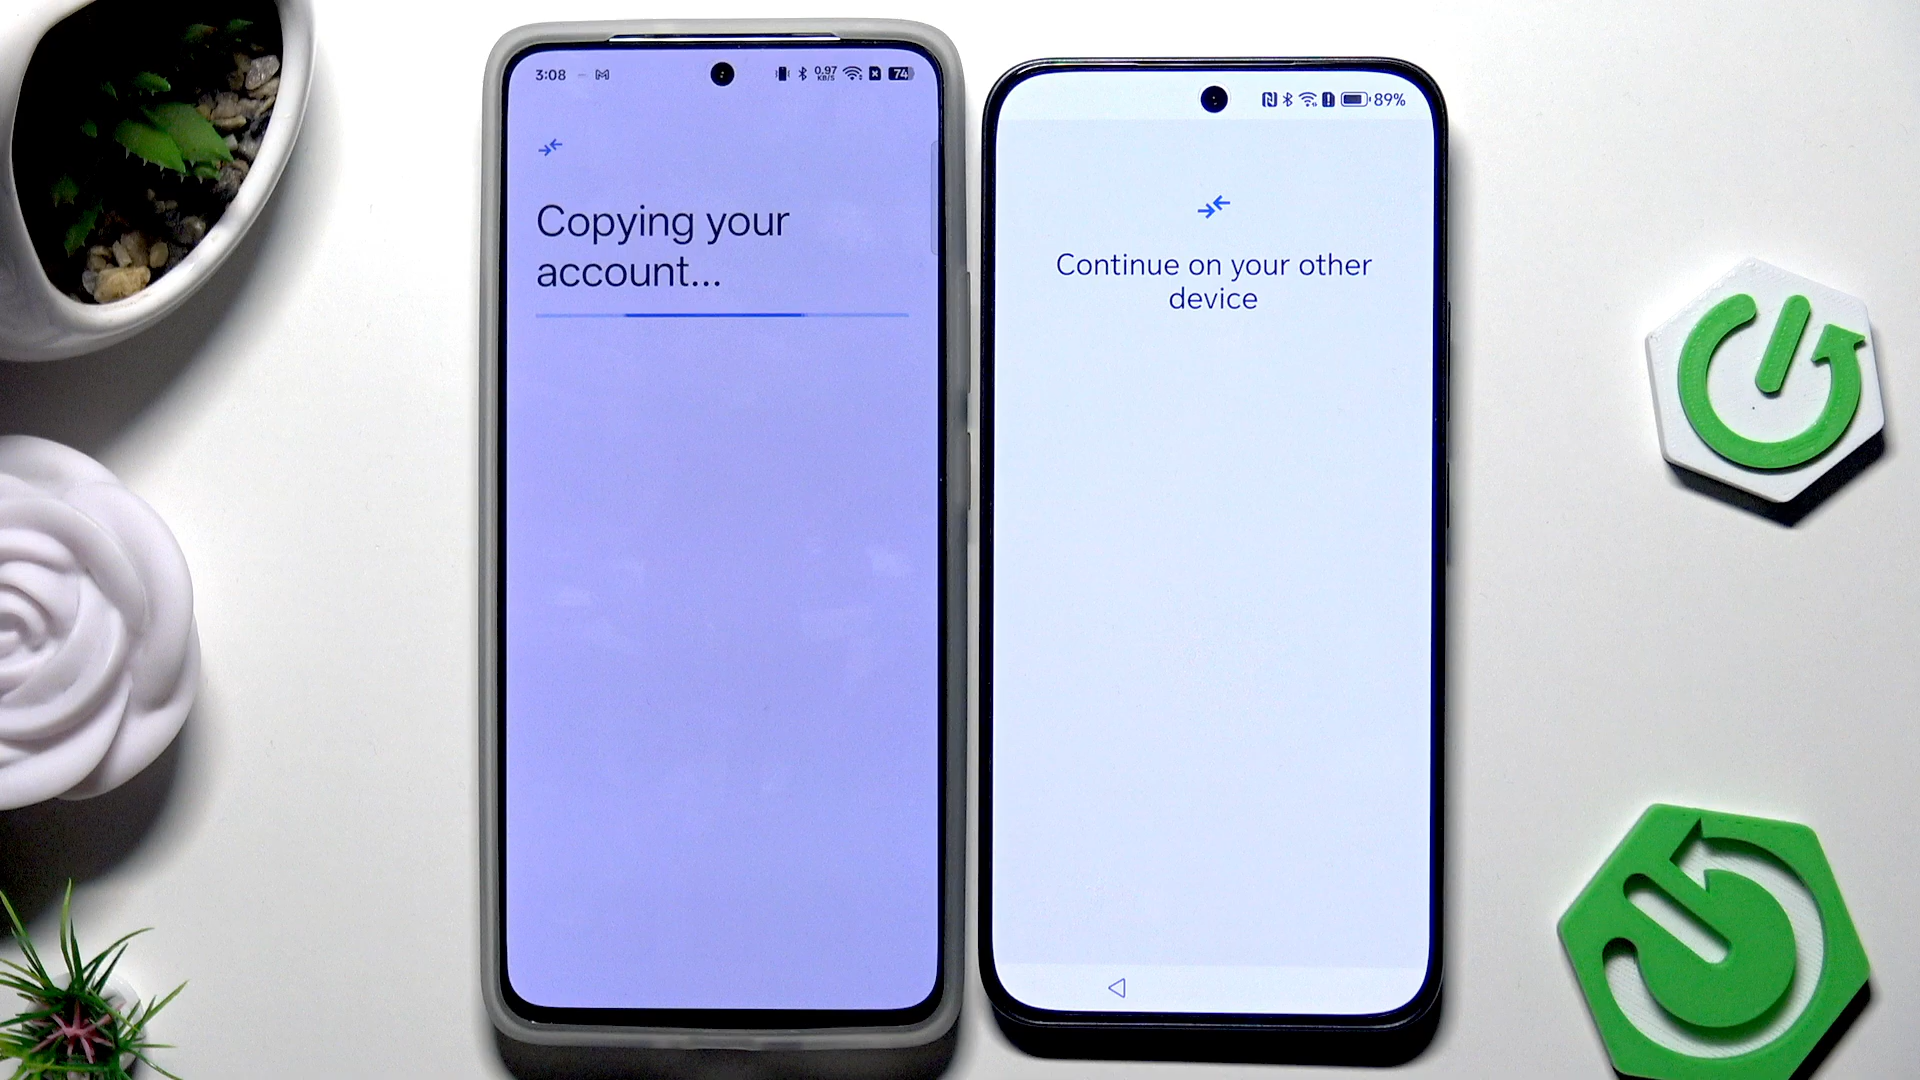 3:08
0.97
KB/S
74
Copying your
account...
89%
Continue on your other
device